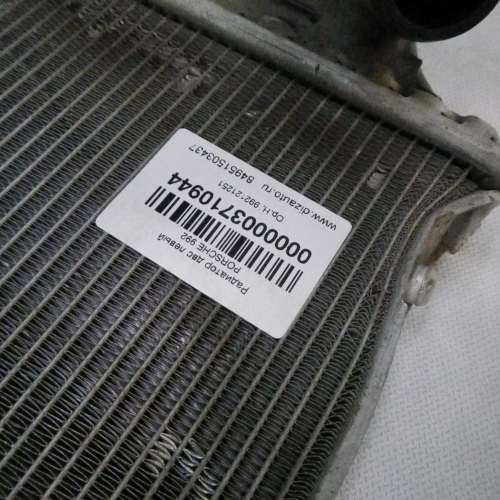 Радиатор двс левый
PORSCHE 992
0000003710944
Ор.Н. 992121251
www.dizauto.ru 84951503437